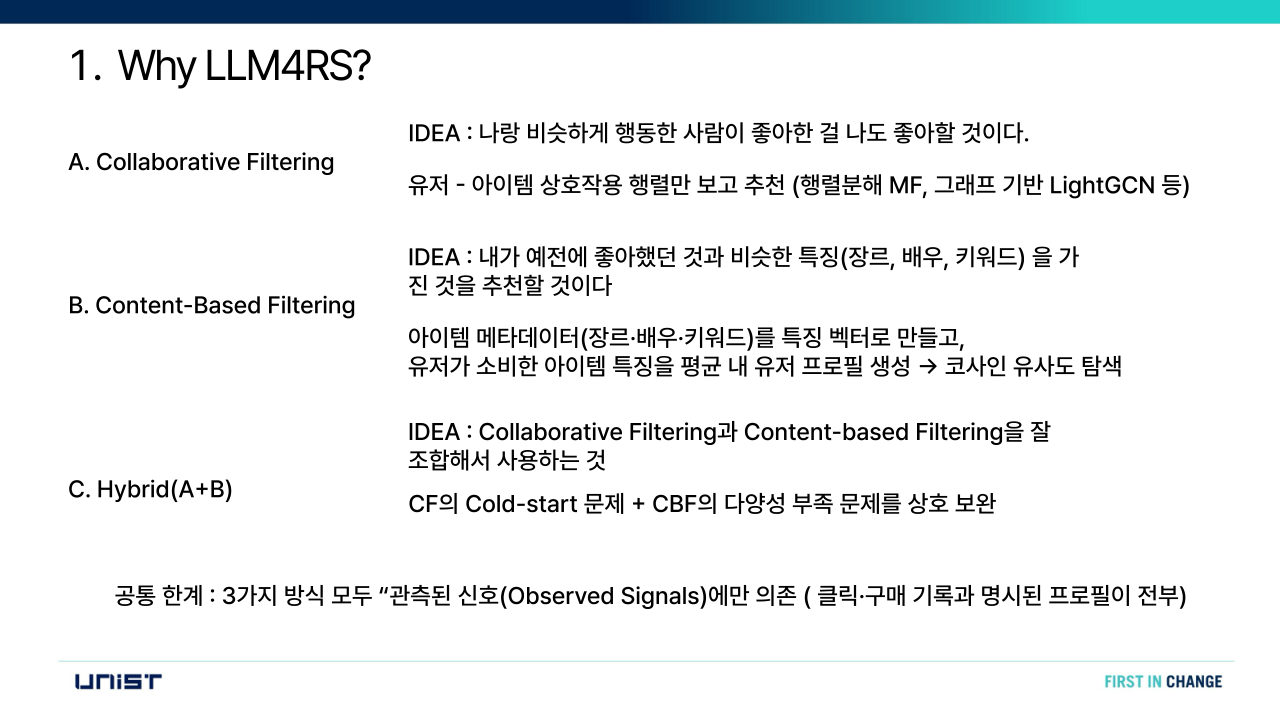 1. Why LLM4RS?
A. Collaborative Filtering
IDEA : 나랑 비슷하게 행동한 사람이 좋아한 걸 나도 좋아할 것이다.
유저 - 아이템 상호작용 행렬만 보고 추천 (행렬분해 MF, 그래프 기반 LightGCN 등)
B. Content-Based Filtering
IDEA : 내가 예전에 좋아했던 것과 비슷한 특징(장르, 배우, 키워드) 을 가
진 것을 추천할 것이다
아이템 메타데이터(장르·배우·키워드)를 특징 벡터로 만들고,
유저가 소비한 아이템 특징을 평균 내 유저 프로필 생성 → 코사인 유사도 탐색
C. Hybrid(A+B)
IDEA : Collaborative Filtering과 Content-based Filtering을 잘
조합해서 사용하는 것
CF의 Cold-start 문제 + CBF의 다양성 부족 문제를 상호 보완
공통 한계 : 3가지 방식 모두 “관측된 신호(Observed Signals)에만 의존 ( 클릭·구매 기록과 명시된 프로필이 전부)
UNIST
FIRST IN CHANGE